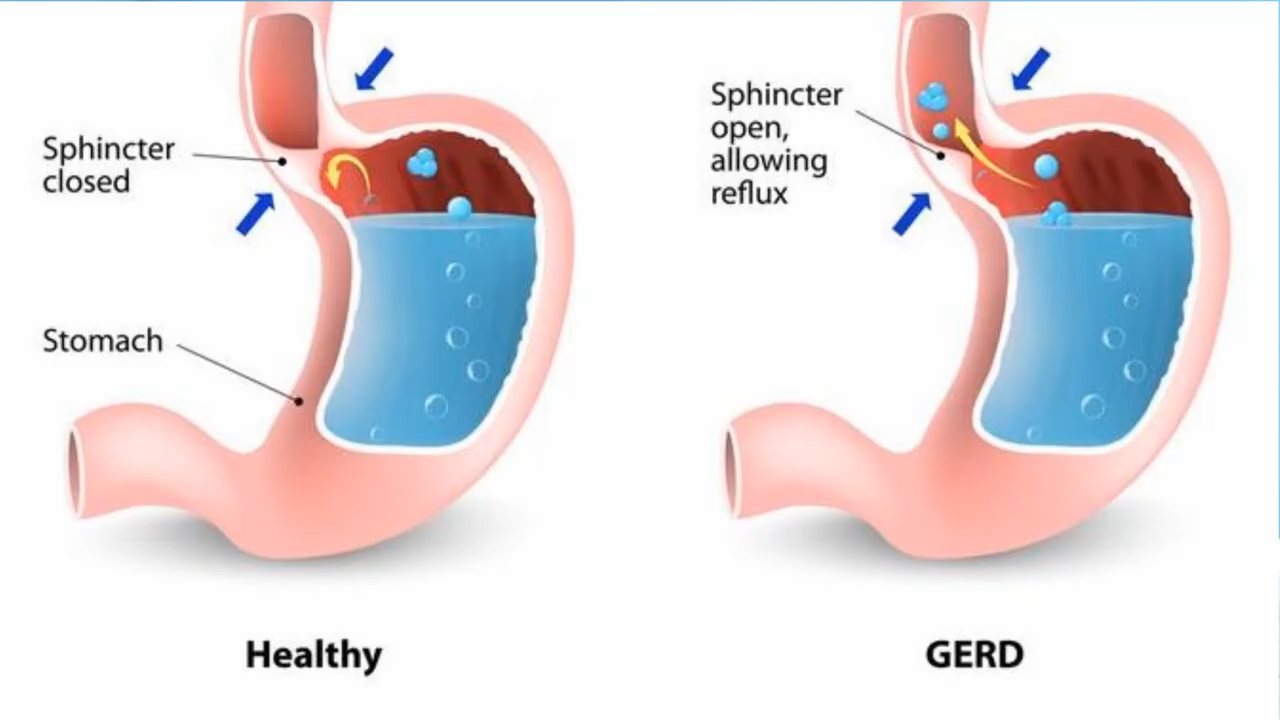 Sphincter
closed
Stomach
Healthy
Sphincter
open,
allowing
reflux
GERD